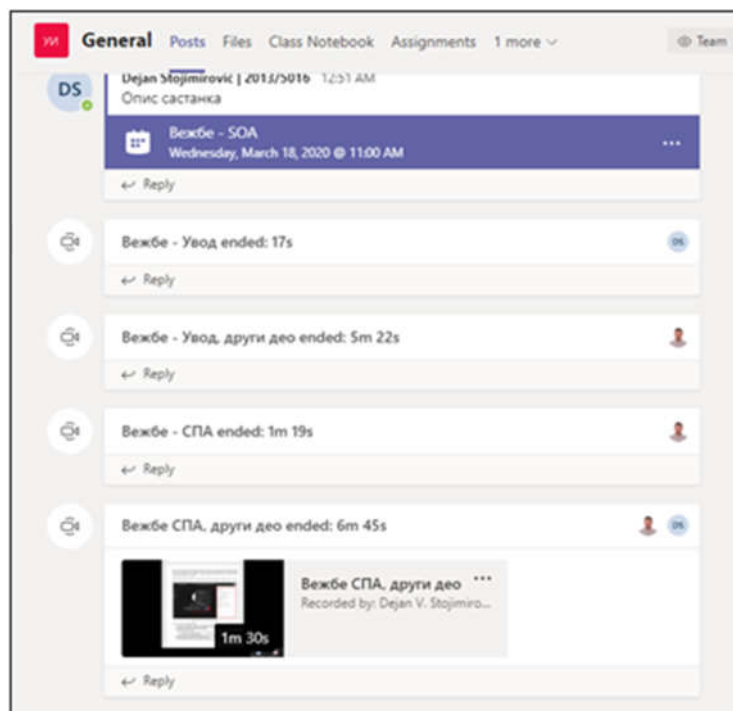 УИ General Posts Files Class Notebook Assignments 1 more Team
DS
Dejan Stojimirovic | 2013/5016 12:51 AM
Опис састанка
Вежбе - SOA
Wednesday, March 18, 2020 @ 11:00 AM
Reply
Вежбе - Увод ended: 17s DS
Reply
Вежбе - Увод, други део ended: 5m 22s
Reply
Вежбе - СПА ended: 1m 19s
Reply
Вежбе СПА, други део ended: 6m 45s DS
Вежбе СПА, други део ...
Recorded by: Dejan V. Stojimiro...
1m 30s
Reply